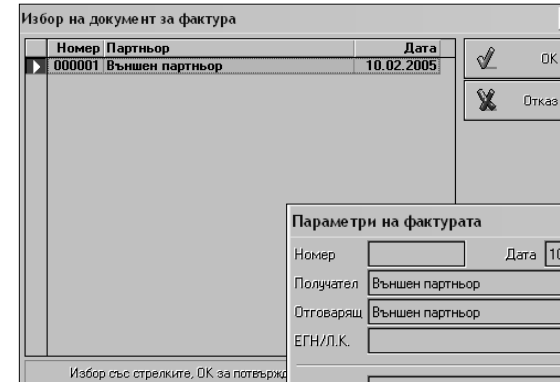 Избор на документ за фактура
Номер Партньор Дата
000001 Външен партньор 10.02.2005
OK
Отказ
Параметри на фактурата
Номер Дата 10
Получател Външен партньор
Отговарящ Външен партньор
ЕГН/Л.К.
Избор със стрелките, OK за потвържд